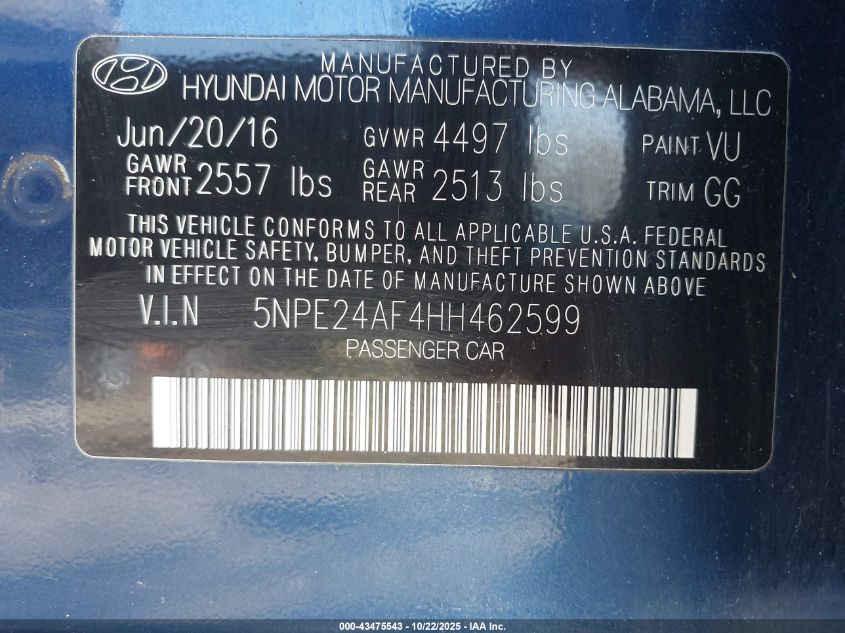 MANUFACTURED BY
HYUNDAI MOTOR MANUFACTURING ALABAMA, LLC
Jun/20/16 GVWR 4497 lbs PAINT VU
GAWR FRONT 2557 lbs GAWR REAR 2513 lbs TRIM GG
THIS VEHICLE CONFORMS TO ALL APPLICABLE U.S.A. FEDERAL
MOTOR VEHICLE SAFETY, BUMPER, AND THEFT PREVENTION STANDARDS
IN EFFECT ON THE DATE OF MANUFACTURE SHOWN ABOVE
V.I.N 5NPE24AF4HH462599
PASSENGER CAR
000-43475543 - 10/22/2025 - IAA Inc.